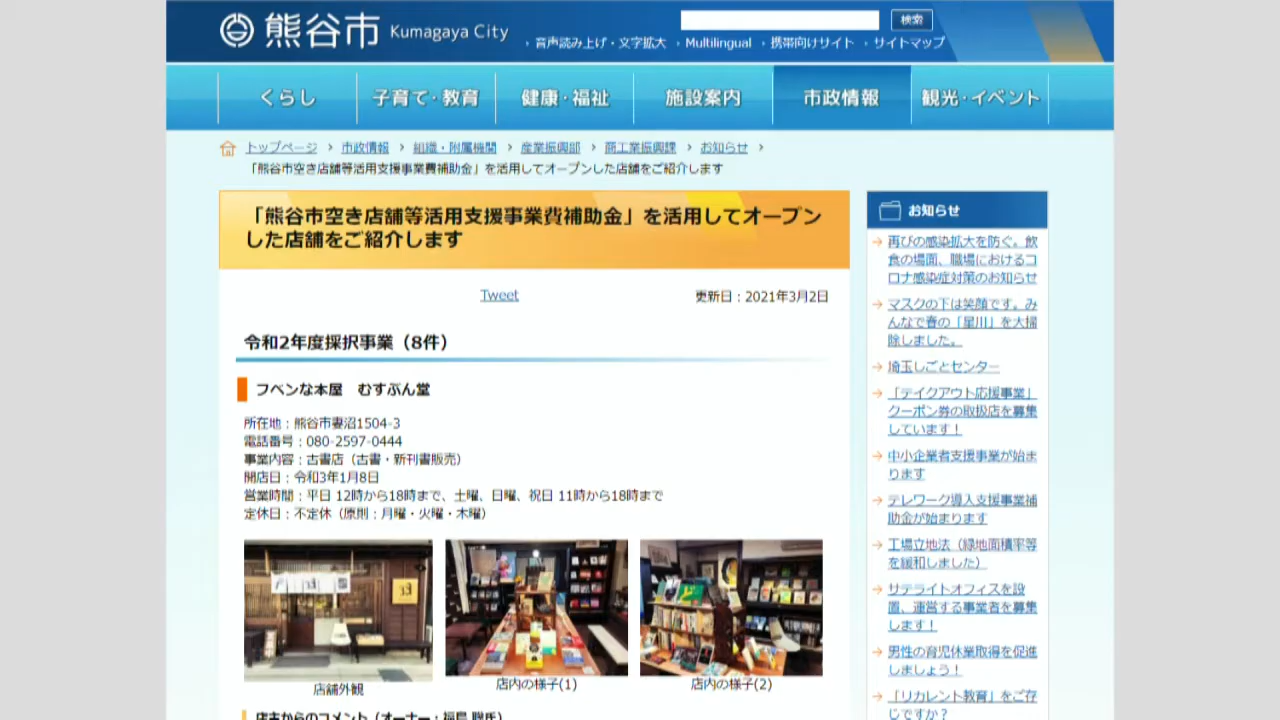 熊谷市 Kumagaya City
検索
音声読み上げ・文字拡大 Multilingual 携帯向けサイト サイトマップ
くらし 子育て・教育 健康・福祉 施設案内 市政情報 観光・イベント
トップページ > 市政情報 > 組織・附属機関 > 産業振興部 > 商工業振興課 > お知らせ >
「熊谷市空き店舗等活用支援事業費補助金」を活用してオープンした店舗をご紹介します
「熊谷市空き店舗等活用支援事業費補助金」を活用してオープン
した店舗をご紹介します
Tweet
更新日：2021年3月2日
令和2年度採択事業（8件）
フベンな本屋　むすぶん堂
所在地：熊谷市妻沼1504-3
電話番号：080-2597-0444
事業内容：古書店（古書・新刊書販売）
開店日：令和3年1月8日
営業時間：平日 12時から18時まで、土曜、日曜、祝日 11時から18時まで
定休日：不定休（原則：月曜・火曜・木曜）
店舗外観
店内の様子(1)
店内の様子(2)
店主からのコメント（オーナー：福島 聡氏）
お知らせ
再びの感染拡大を防ぐ。飲
食の場面、職場におけるコ
ロナ感染症対策のお知らせ
マスクの下は笑顔です。み
んなで春の「星川」を大掃
除しました。
埼玉しごとセンター
「テイクアウト応援事業」
クーポン券の取扱店を募集
しています！
中小企業者支援事業が始ま
ります
テレワーク導入支援事業補
助金が始まります
工場立地法（緑地面積率等
を緩和しました）
サテライトオフィスを設
置、運営する事業者を募集
します！
男性の育児休業取得を促進
しましょう！
「リカレント教育」をご存
じですか？